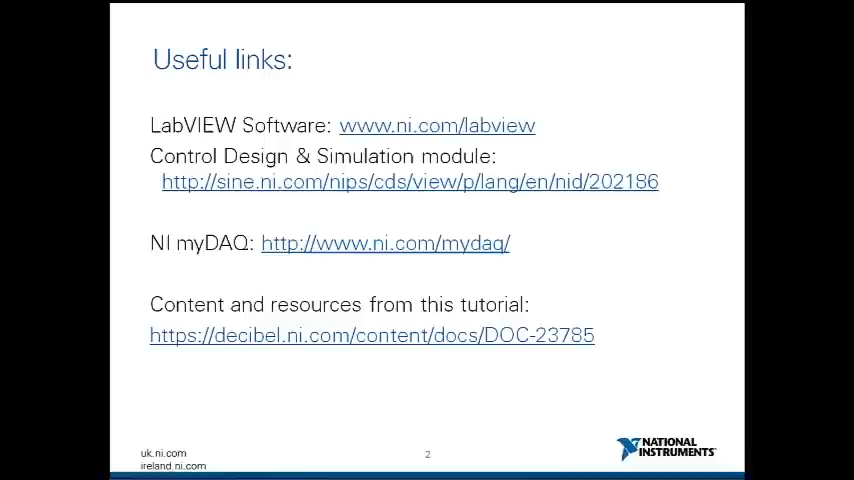 Useful links:
LabVIEW Software: www.ni.com/labview
Control Design & Simulation module:
http://sine.ni.com/nips/cds/view/p/lang/en/nid/202186
NI myDAQ: http://www.ni.com/mydaq/
Content and resources from this tutorial:
https://decibel.ni.com/content/docs/DOC-23785
uk.ni.com
ireland.ni.com
2
NATIONAL
INSTRUMENTS™